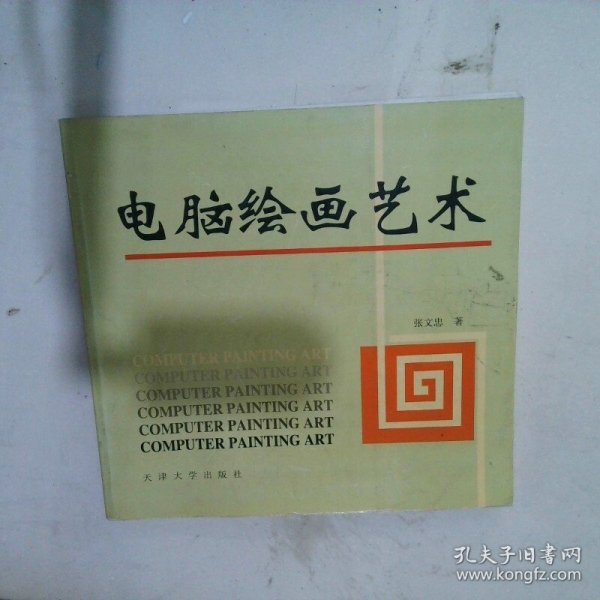 电脑绘画艺术
张文忠 著
COMPUTER PAINTING ART
COMPUTER PAINTING ART
COMPUTER PAINTING ART
COMPUTER PAINTING ART
COMPUTER PAINTING ART
COMPUTER PAINTING ART
天津大学出版社
孔夫子旧书网
www.kongfz.com